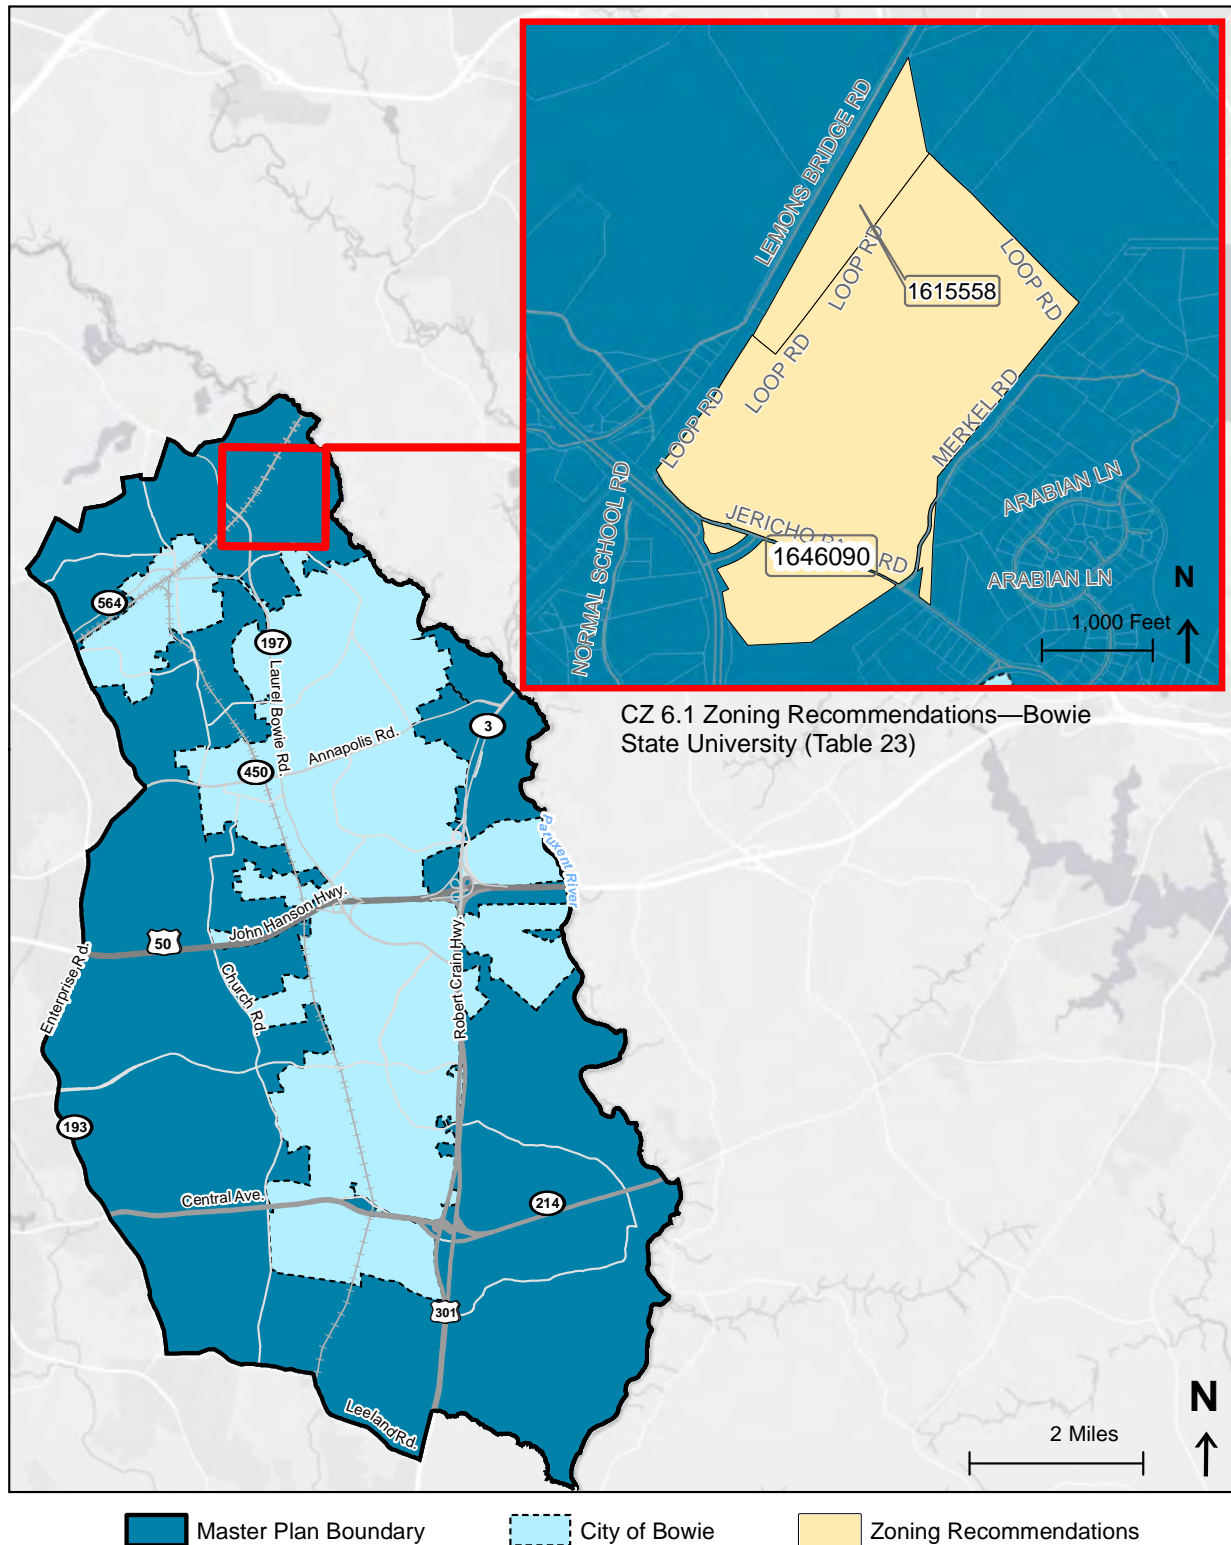 LEMONS BRIDGE RD
LOOP RD
LOOP RD
1615558
LOOP RD
LOOP RD
MERKEL RD
NORMAL SCHOOL RD
ARABIAN LN
JERICHO PARK RD
1646090
ARABIAN LN
N
1,000 Feet
CZ 6.1 Zoning Recommendations—Bowie
State University (Table 23)
564
197
Laurel Bowie Rd.
3
Annapolis Rd.
450
Patuxent River
John Hanson Hwy.
50
Enterprise Rd.
Church Rd.
Robert Crain Hwy.
193
Central Ave.
214
301
Leeland Rd.
N
2 Miles
Master Plan Boundary
City of Bowie
Zoning Recommendations